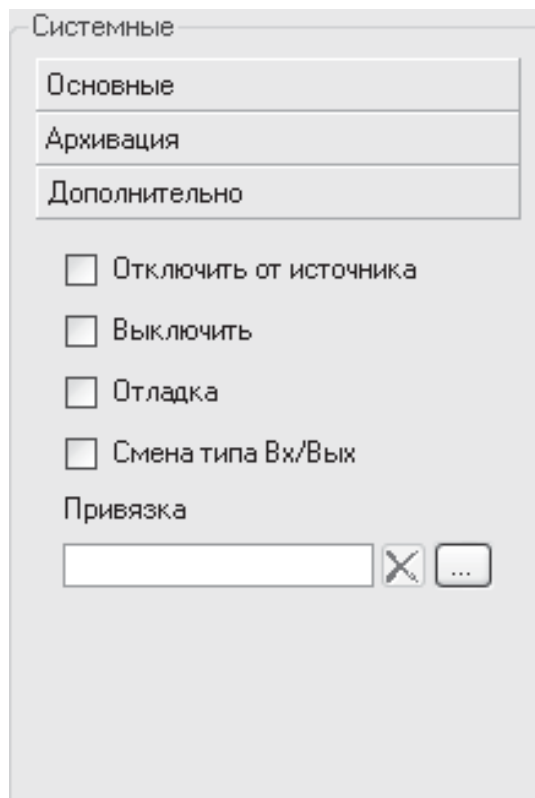 Системные
Основные
Архивация
Дополнительно
Отключить от источника
Выключить
Отладка
Смена типа Вх/Вых
Привязка
...